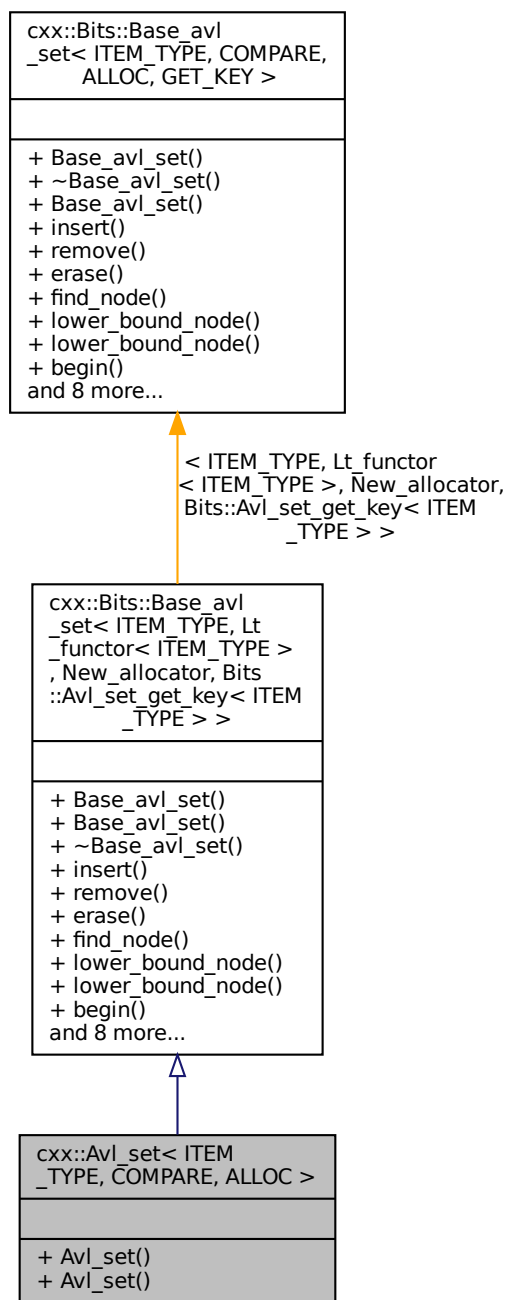 cxx::Bits::Base_avl
_set< ITEM_TYPE, COMPARE,
ALLOC, GET_KEY >
+ Base_avl_set()
+ ~Base_avl_set()
+ Base_avl_set()
+ insert()
+ remove()
+ erase()
+ find_node()
+ lower_bound_node()
+ lower_bound_node()
+ begin()
and 8 more...
< ITEM_TYPE, Lt_functor
< ITEM_TYPE >, New_allocator,
Bits::Avl_set_get_key< ITEM
_TYPE > >
cxx::Bits::Base_avl
_set< ITEM_TYPE, Lt
_functor< ITEM_TYPE >
, New_allocator, Bits
::Avl_set_get_key< ITEM
_TYPE > >
+ Base_avl_set()
+ Base_avl_set()
+ ~Base_avl_set()
+ insert()
+ remove()
+ erase()
+ find_node()
+ lower_bound_node()
+ lower_bound_node()
+ begin()
and 8 more...
cxx::Avl_set< ITEM
_TYPE, COMPARE, ALLOC >
+ Avl_set()
+ Avl_set()